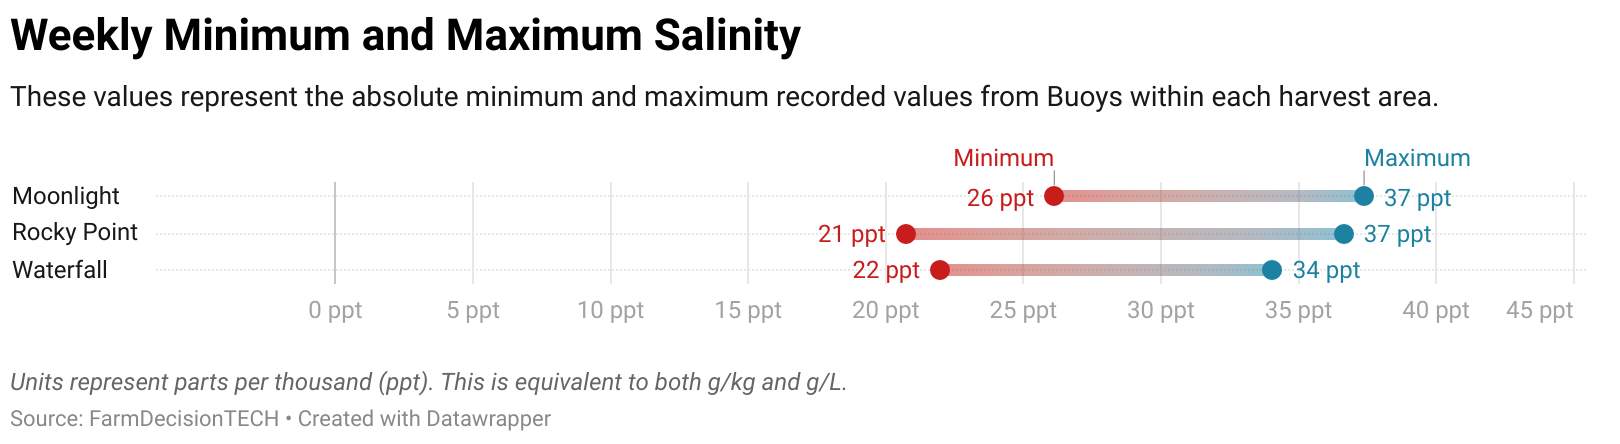 Weekly Minimum and Maximum Salinity
These values represent the absolute minimum and maximum recorded values from Buoys within each harvest area.
Minimum Maximum
Moonlight 26 ppt 37 ppt
Rocky Point 21 ppt 37 ppt
Waterfall 22 ppt 34 ppt
0 ppt 5 ppt 10 ppt 15 ppt 20 ppt 25 ppt 30 ppt 35 ppt 40 ppt 45 ppt
Units represent parts per thousand (ppt). This is equivalent to both g/kg and g/L.
Source: FarmDecisionTECH • Created with Datawrapper